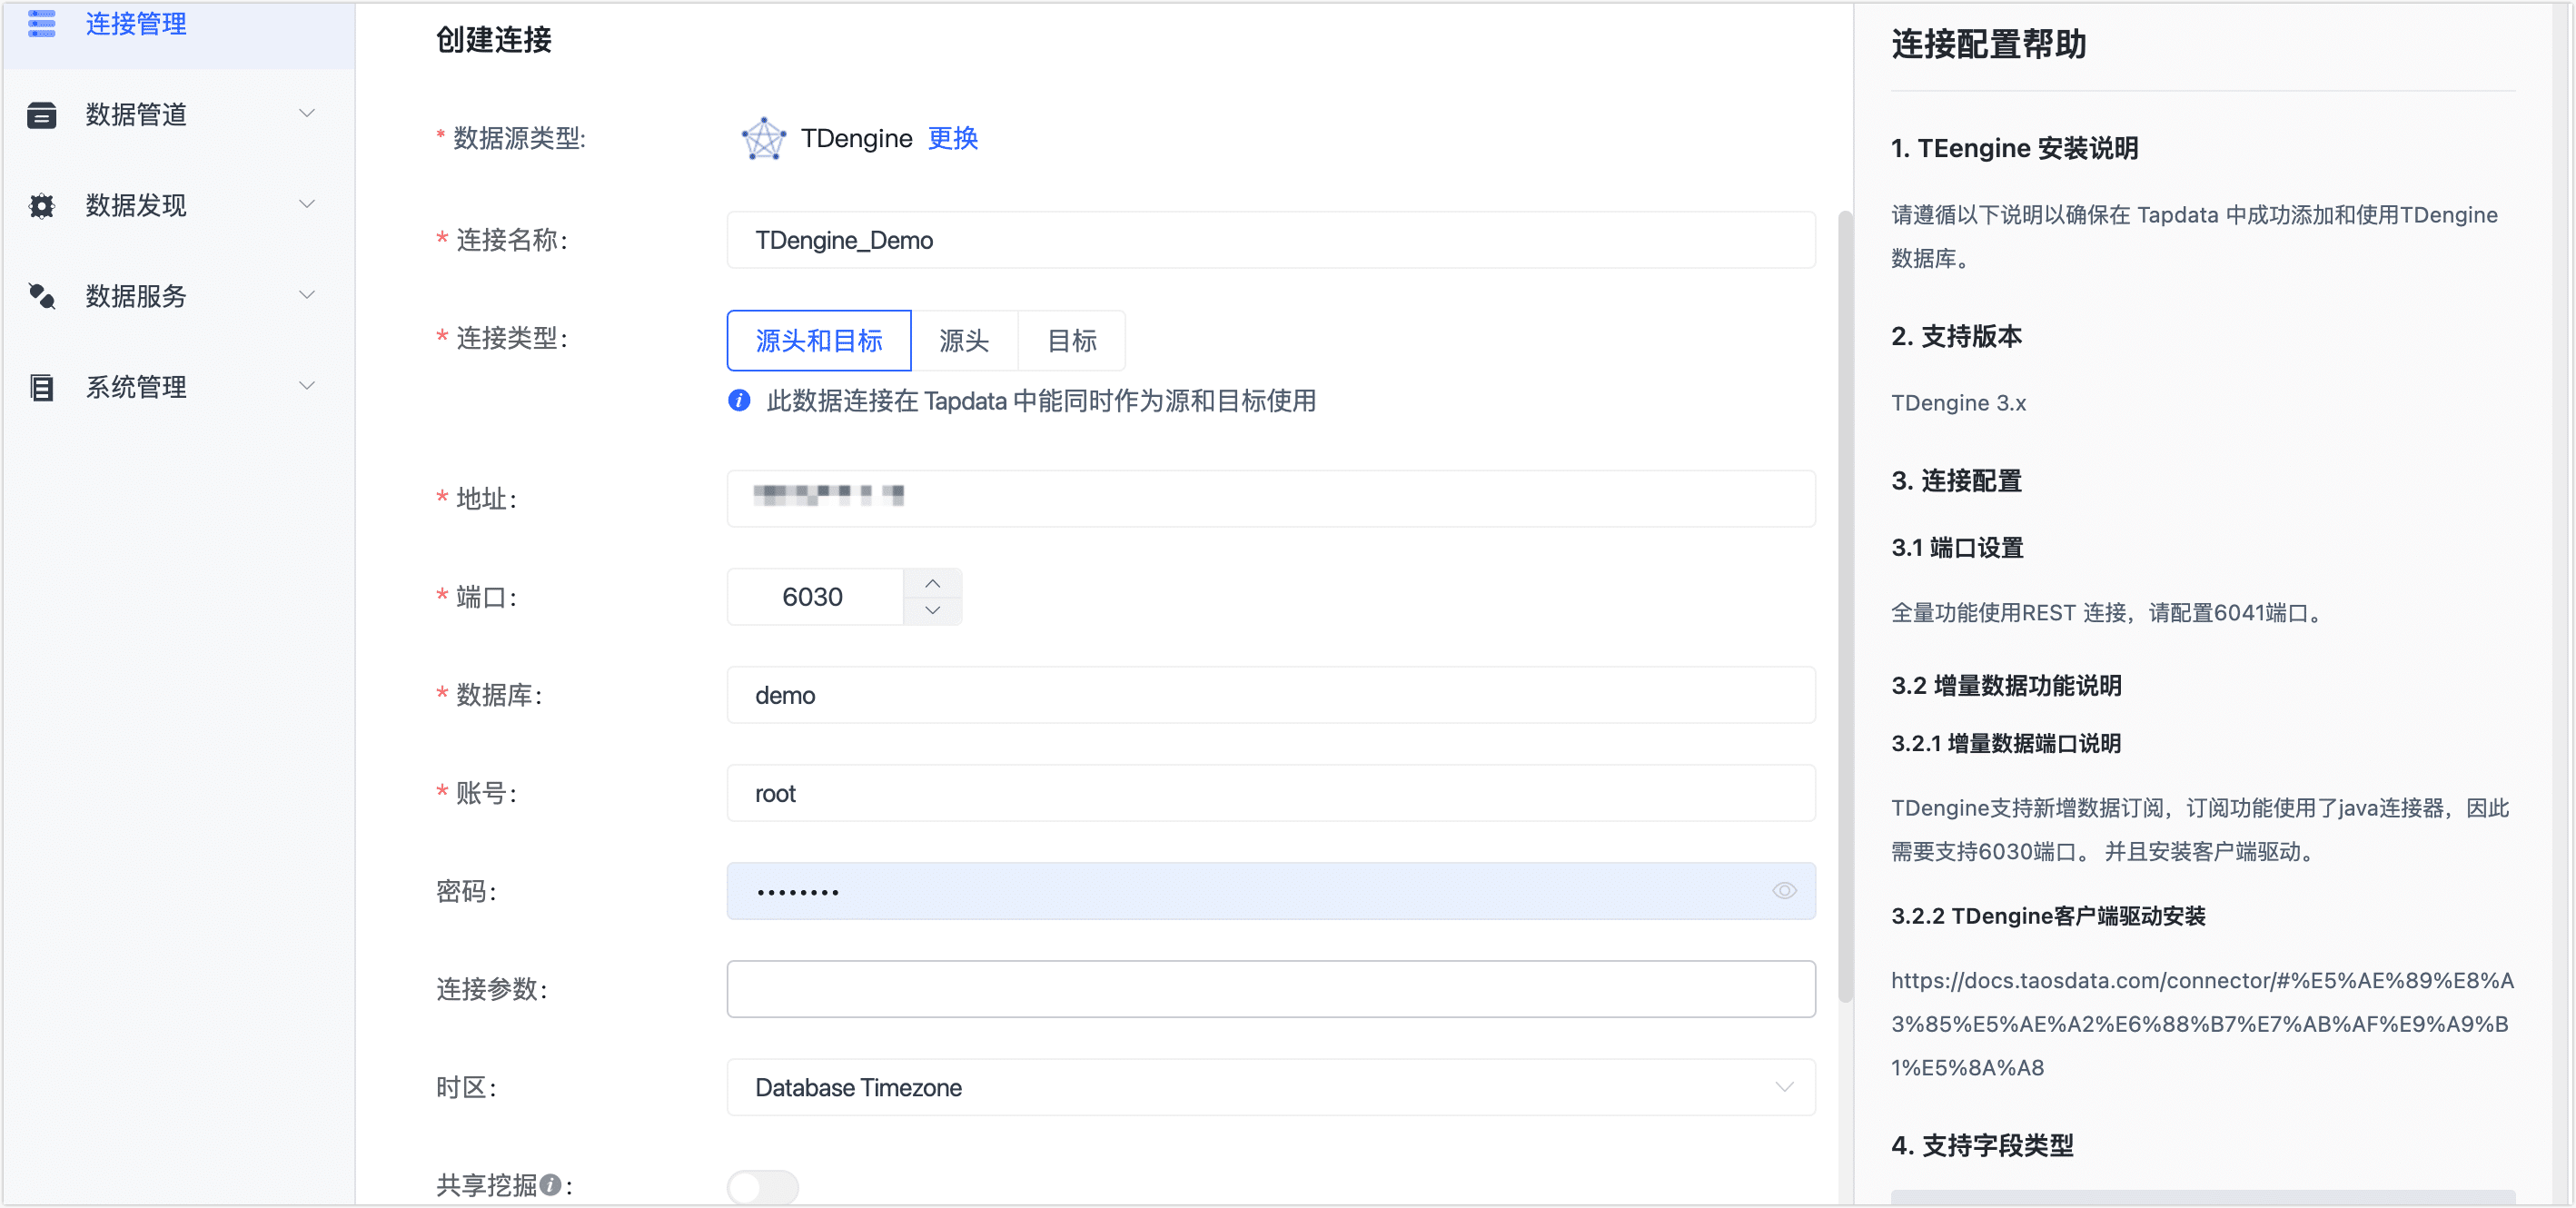 连接管理
数据管道
数据发现
数据服务
系统管理
创建连接
* 数据源类型: TDengine 更换
* 连接名称: TDengine_Demo
* 连接类型: 源头和目标 源头 目标
此数据连接在 Tapdata 中能同时作为源和目标使用
* 地址:
* 端口: 6030
* 数据库: demo
* 账号: root
密码: ••••••••
连接参数:
时区: Database Timezone
共享挖掘 :
连接配置帮助
1. TEengine 安装说明
请遵循以下说明以确保在 Tapdata 中成功添加和使用TDengine
数据库。
2. 支持版本
TDengine 3.x
3. 连接配置
3.1 端口设置
全量功能使用REST 连接，请配置6041端口。
3.2 增量数据功能说明
3.2.1 增量数据端口说明
TDengine支持新增数据订阅，订阅功能使用了java连接器，因此
需要支持6030端口。 并且安装客户端驱动。
3.2.2 TDengine客户端驱动安装
https://docs.taosdata.com/connector/#%E5%AE%89%E8%A
3%85%E5%AE%A2%E6%88%B7%E7%AB%AF%E9%A9%B
1%E5%8A%A8
4. 支持字段类型